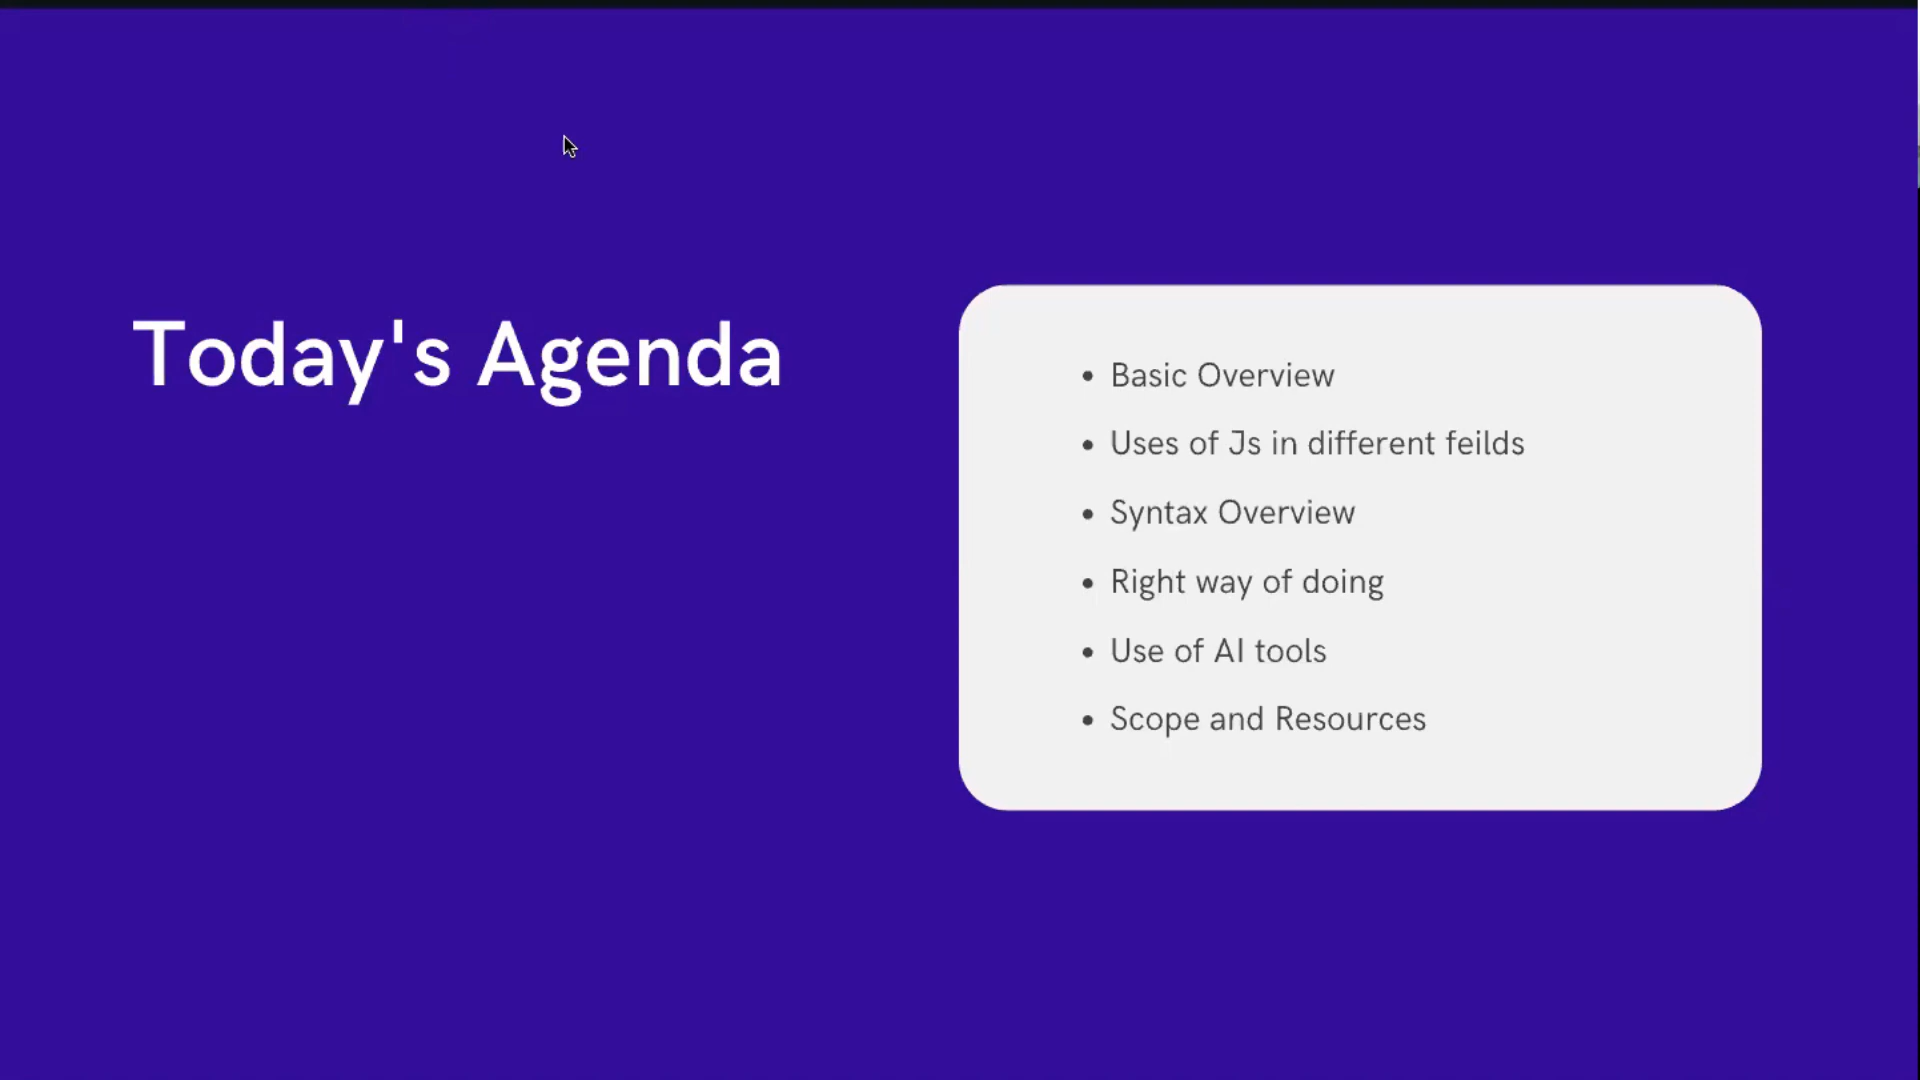 Today's Agenda
• Basic Overview
• Uses of Js in different feilds
• Syntax Overview
• Right way of doing
• Use of AI tools
• Scope and Resources